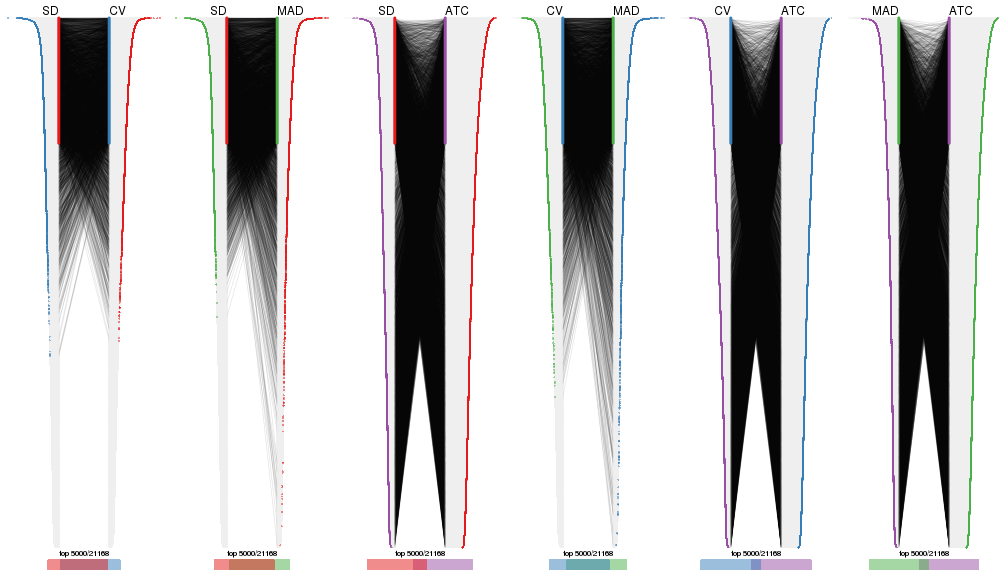 SD CV
SD MAD
SD ATC
CV MAD
CV ATC
MAD ATC
top 5000/21168
top 5000/21168
top 5000/21168
top 5000/21168
top 5000/21168
top 5000/21168